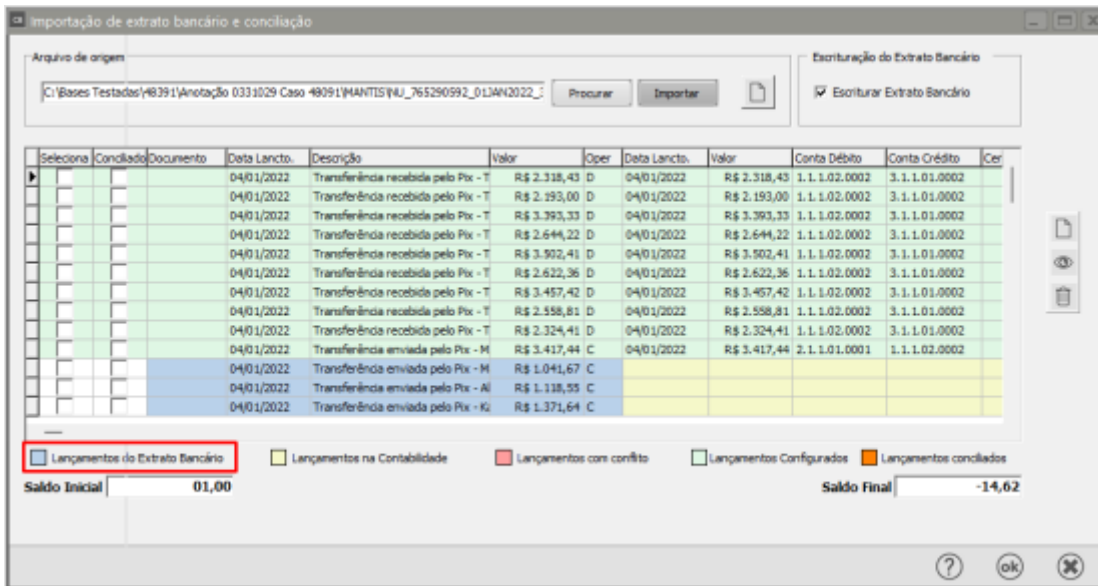 Importação de extrato bancário e conciliação
Arquivo de origem
Escrituração do Extrato Bancário
C:\Bases Testadas\48391\Anotação 0331029 Caso 48091\MANTIS\NU_765290592_01JAN2022_3
Procurar
Importar
Escriturar Extrato Bancário
Seleciona Conciliado Documento Data Lancto. Descrição Valor Oper Data Lancto. Valor Conta Débito Conta Crédito Cer
04/01/2022 Transferência recebida pelo Pix - T R$ 2.318,43 D 04/01/2022 R$ 2.318,43 1.1.1.02.0002 3.1.1.01.0002
04/01/2022 Transferência recebida pelo Pix - T R$ 2.193,00 D 04/01/2022 R$ 2.193,00 1.1.1.02.0002 3.1.1.01.0002
04/01/2022 Transferência recebida pelo Pix - T R$ 3.393,33 D 04/01/2022 R$ 3.393,33 1.1.1.02.0002 3.1.1.01.0002
04/01/2022 Transferência recebida pelo Pix - T R$ 2.644,22 D 04/01/2022 R$ 2.644,22 1.1.1.02.0002 3.1.1.01.0002
04/01/2022 Transferência recebida pelo Pix - T R$ 3.502,41 D 04/01/2022 R$ 3.502,41 1.1.1.02.0002 3.1.1.01.0002
04/01/2022 Transferência recebida pelo Pix - T R$ 2.622,36 D 04/01/2022 R$ 2.622,36 1.1.1.02.0002 3.1.1.01.0002
04/01/2022 Transferência recebida pelo Pix - T R$ 3.457,42 D 04/01/2022 R$ 3.457,42 1.1.1.02.0002 3.1.1.01.0002
04/01/2022 Transferência recebida pelo Pix - T R$ 2.558,81 D 04/01/2022 R$ 2.558,81 1.1.1.02.0002 3.1.1.01.0002
04/01/2022 Transferência recebida pelo Pix - T R$ 2.324,41 D 04/01/2022 R$ 2.324,41 1.1.1.02.0002 3.1.1.01.0002
04/01/2022 Transferência enviada pelo Pix - M R$ 3.417,44 C 04/01/2022 R$ 3.417,44 2.1.1.01.0001 1.1.1.02.0002
04/01/2022 Transferência enviada pelo Pix - M R$ 1.041,67 C
04/01/2022 Transferência enviada pelo Pix - Al R$ 1.118,55 C
04/01/2022 Transferência enviada pelo Pix - Ka R$ 1.371,64 C
Lançamentos do Extrato Bancário Lançamentos na Contabilidade Lançamentos com conflito Lançamentos Configurados Lançamentos conciliados
Saldo Inicial 01,00 Saldo Final -14,62
? ok